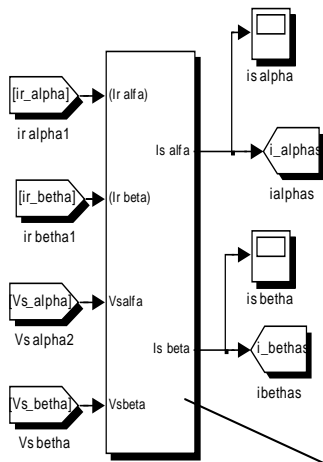 is alpha
[ir_alpha]
(Ir alfa)
ir alpha1
Is alfa
i_alphas
ialphas
[ir_betha]
(Ir beta)
ir betha1
is betha
[Vs_alpha]
Vsalfa
Vs alpha2
Is beta
i_bethas
ibethas
[Vs_betha]
Vsbeta
Vs betha